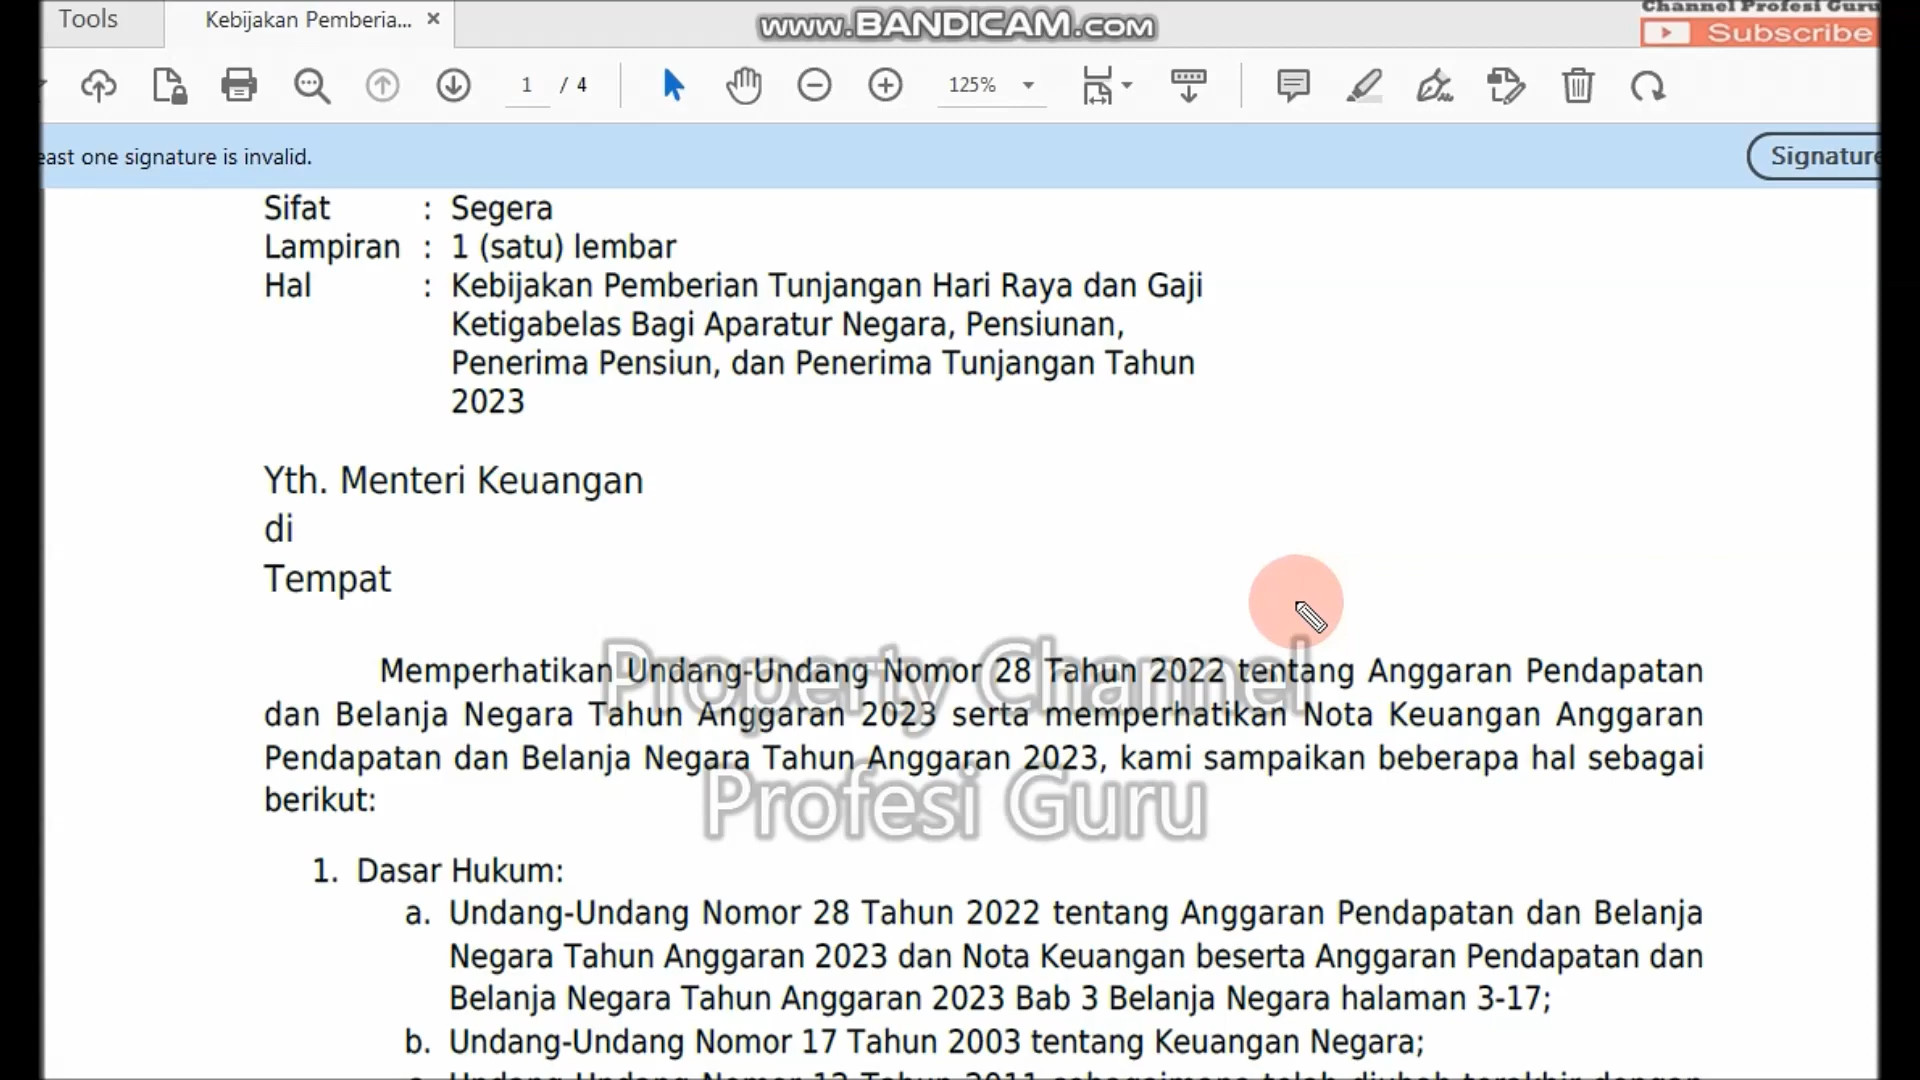 Channel Profesi Guru
Tools
Kebijakan Pemberia...
www.BANDICAM.com
Subscribe
1 / 4
125%
east one signature is invalid.
Signature
Sifat : Segera
Lampiran : 1 (satu) lembar
Hal : Kebijakan Pemberian Tunjangan Hari Raya dan Gaji
Ketigabelas Bagi Aparatur Negara, Pensiunan,
Penerima Pensiun, dan Penerima Tunjangan Tahun
2023
Yth. Menteri Keuangan
di
Tempat
Memperhatikan Undang-Undang Nomor 28 Tahun 2022 tentang Anggaran Pendapatan
dan Belanja Negara Tahun Anggaran 2023 serta memperhatikan Nota Keuangan Anggaran
Pendapatan dan Belanja Negara Tahun Anggaran 2023, kami sampaikan beberapa hal sebagai
berikut:
Property Channel
Profesi Guru
1. Dasar Hukum:
a. Undang-Undang Nomor 28 Tahun 2022 tentang Anggaran Pendapatan dan Belanja
Negara Tahun Anggaran 2023 dan Nota Keuangan beserta Anggaran Pendapatan dan
Belanja Negara Tahun Anggaran 2023 Bab 3 Belanja Negara halaman 3-17;
b. Undang-Undang Nomor 17 Tahun 2003 tentang Keuangan Negara;